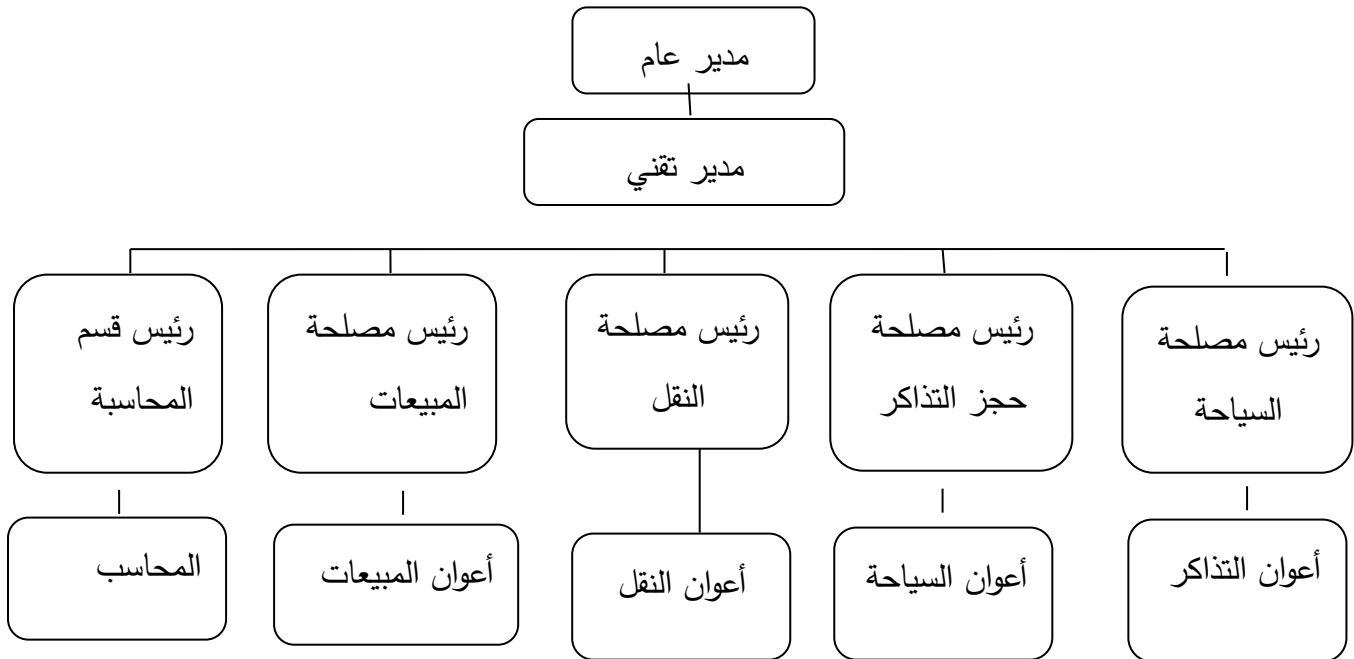 مدير عام
مدير تقني
رئيس مصلحة
السياحة
رئيس مصلحة
حجز التذاكر
رئيس مصلحة
النقل
رئيس مصلحة
المبيعات
رئيس قسم
المحاسبة
أعوان التذاكر
أعوان السياحة
أعوان النقل
أعوان المبيعات
المحاسب